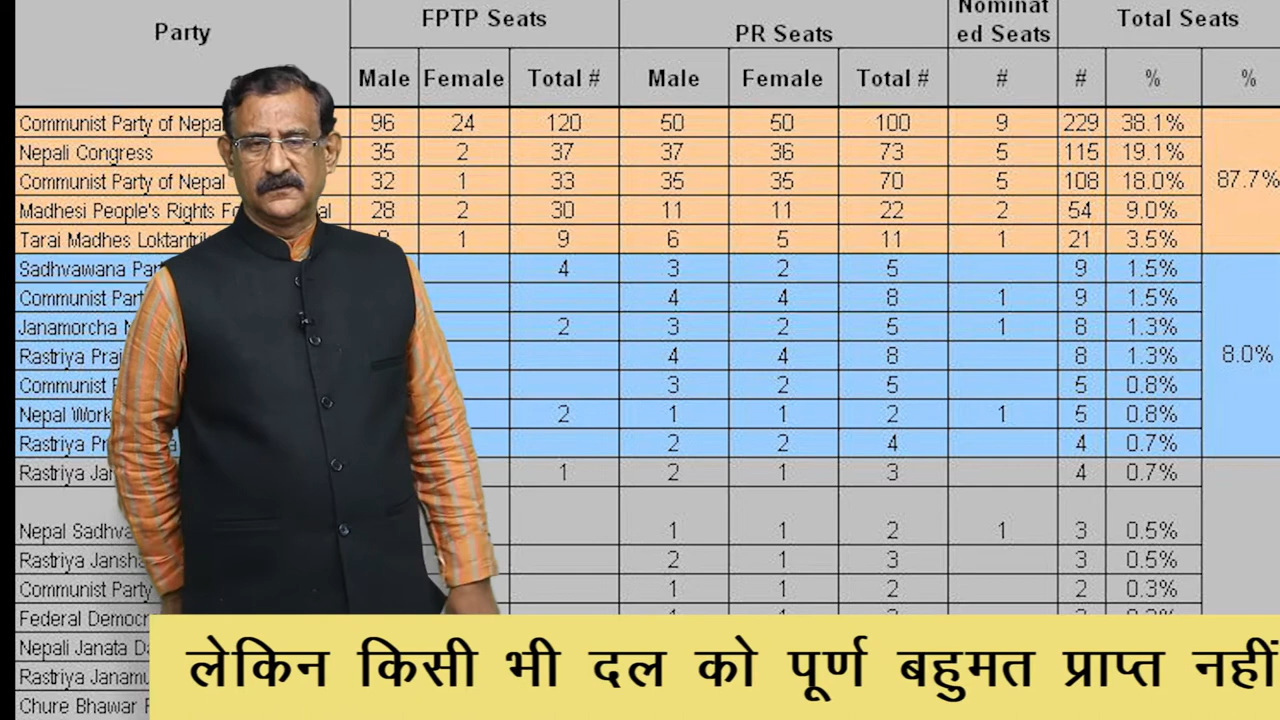 Party FPTP Seats PR Seats Nominat ed Seats Total Seats
Male Female Total # Male Female Total # # # % %
Communist Party of Nepal 96 24 120 50 50 100 9 229 38.1%
Nepali Congress 35 2 37 37 36 73 5 115 19.1%
Communist Party of Nepal 32 1 33 35 35 70 5 108 18.0% 87.7%
Madhesi People's Rights 28 2 30 11 11 22 2 54 9.0%
Tarai Madhes 1 9 6 5 11 1 21 3.5%
Sadhvawana 4 3 2 5 9 1.5%
Communist 4 4 8 1 9 1.5%
Janamorcha 2 3 2 5 1 8 1.3%
Rastriya 4 4 8 8 1.3% 8.0%
Communist 3 2 5 5 0.8%
Nepal 2 1 1 2 1 5 0.8%
Rastriya 2 2 4 4 0.7%
Rastriya 1 2 1 3 4 0.7%
Nepal 1 1 2 1 3 0.5%
Rastriya 2 1 3 3 0.5%
Communist Party 1 1 2 2 0.3%
Federal
Nepali Janata
Rastriya
Chure Bhawar
लेकिन किसी भी दल को पूर्ण बहुमत प्राप्त नहीं